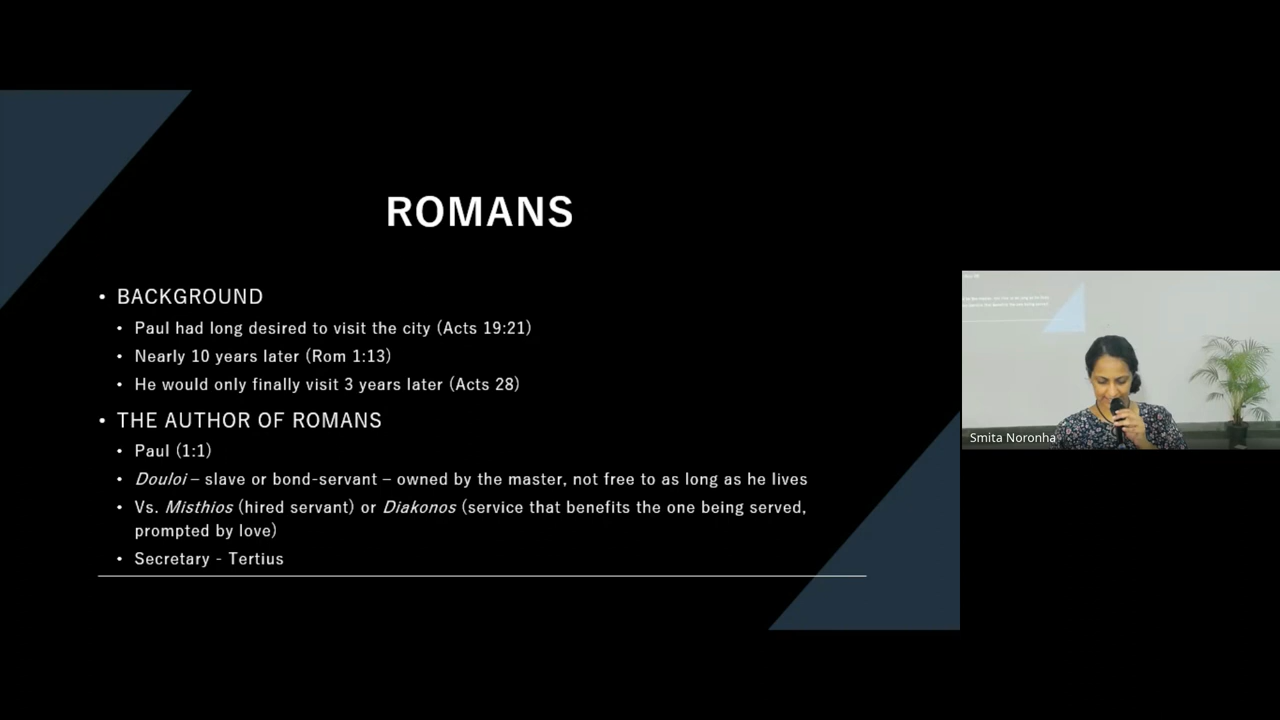 ROMANS
• BACKGROUND
• Paul had long desired to visit the city (Acts 19:21)
• Nearly 10 years later (Rom 1:13)
• He would only finally visit 3 years later (Acts 28)
• THE AUTHOR OF ROMANS
• Paul (1:1)
• Douloi – slave or bond-servant – owned by the master, not free to as long as he lives
• Vs. Misthios (hired servant) or Diakonos (service that benefits the one being served,
prompted by love)
• Secretary - Tertius
Smita Noronha